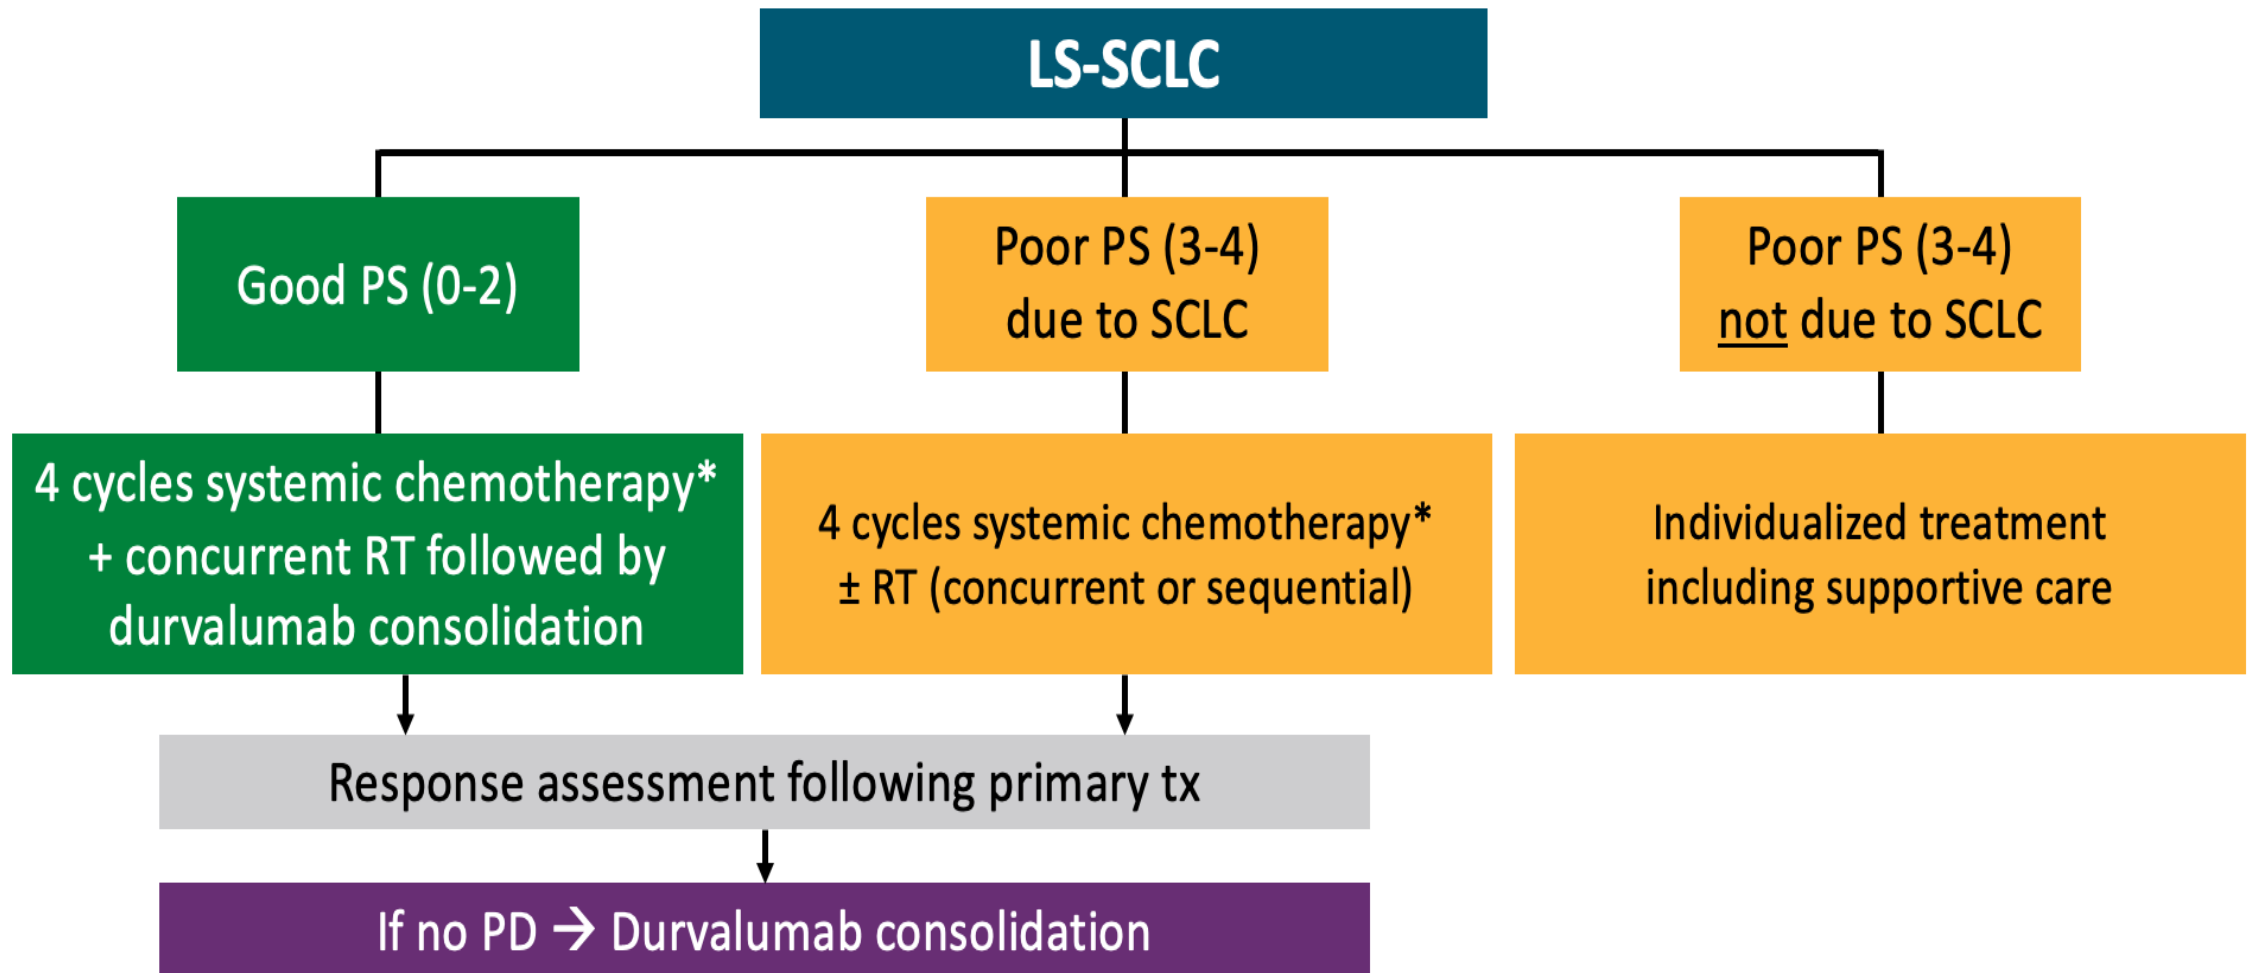 LS-SCLC
Good PS (0-2)
Poor PS (3-4)
due to SCLC
Poor PS (3-4)
not due to SCLC
4 cycles systemic chemotherapy*
+ concurrent RT followed by
durvalumab consolidation
4 cycles systemic chemotherapy*
± RT (concurrent or sequential)
Individualized treatment
including supportive care
Response assessment following primary tx
If no PD → Durvalumab consolidation